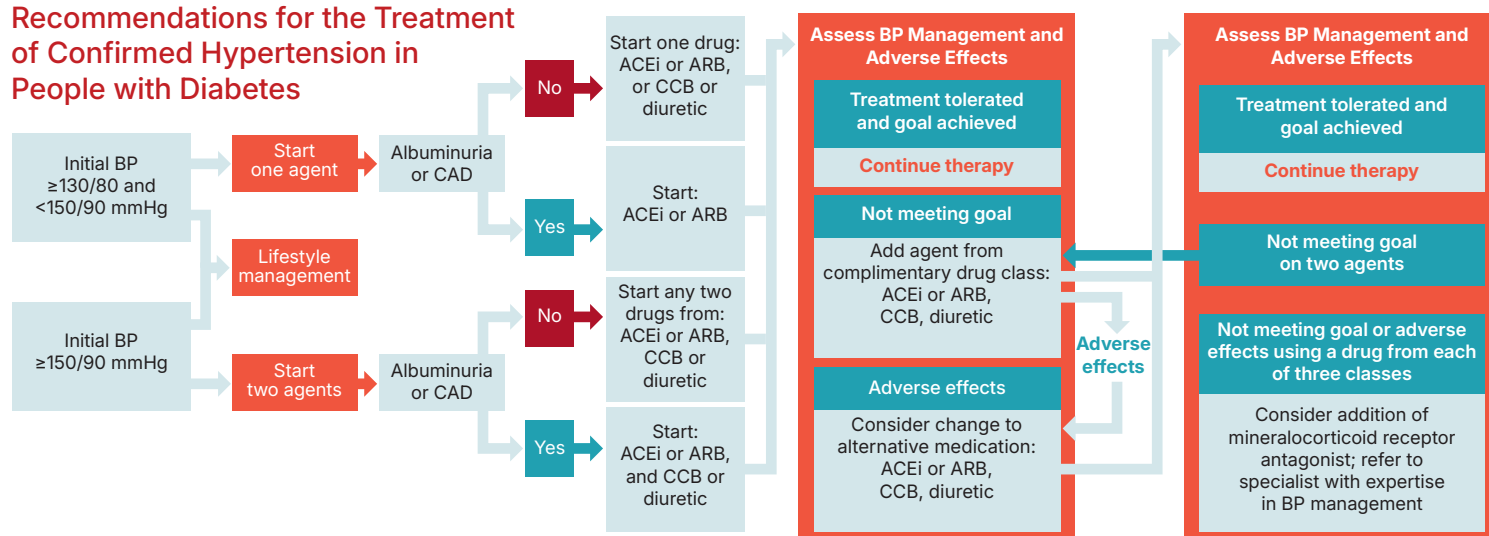 Recommendations for the Treatment
of Confirmed Hypertension in
People with Diabetes
Initial BP
≥130/80 and
<150/90 mmHg
Initial BP
≥150/90 mmHg
Start
one agent
Lifestyle
management
Start
two agents
Albuminuria
or CAD
Albuminuria
or CAD
No
Yes
No
Yes
Start one drug:
ACEi or ARB,
or CCB or
diuretic
Start:
ACEi or ARB
Start any two
drugs from:
ACEi or ARB,
CCB or
diuretic
Start:
ACEi or ARB,
and CCB or
diuretic
Assess BP Management and
Adverse Effects
Treatment tolerated
and goal achieved
Continue therapy
Not meeting goal
Add agent from
complimentary drug class:
ACEi or ARB,
CCB, diuretic
Adverse effects
Consider change to
alternative medication:
ACEi or ARB,
CCB, diuretic
Adverse
effects
Assess BP Management and
Adverse Effects
Treatment tolerated and
goal achieved
Continue therapy
Not meeting goal
on two agents
Not meeting goal or adverse
effects using a drug from each
of three classes
Consider addition of
mineralocorticoid receptor
antagonist; refer to
specialist with expertise
in BP management